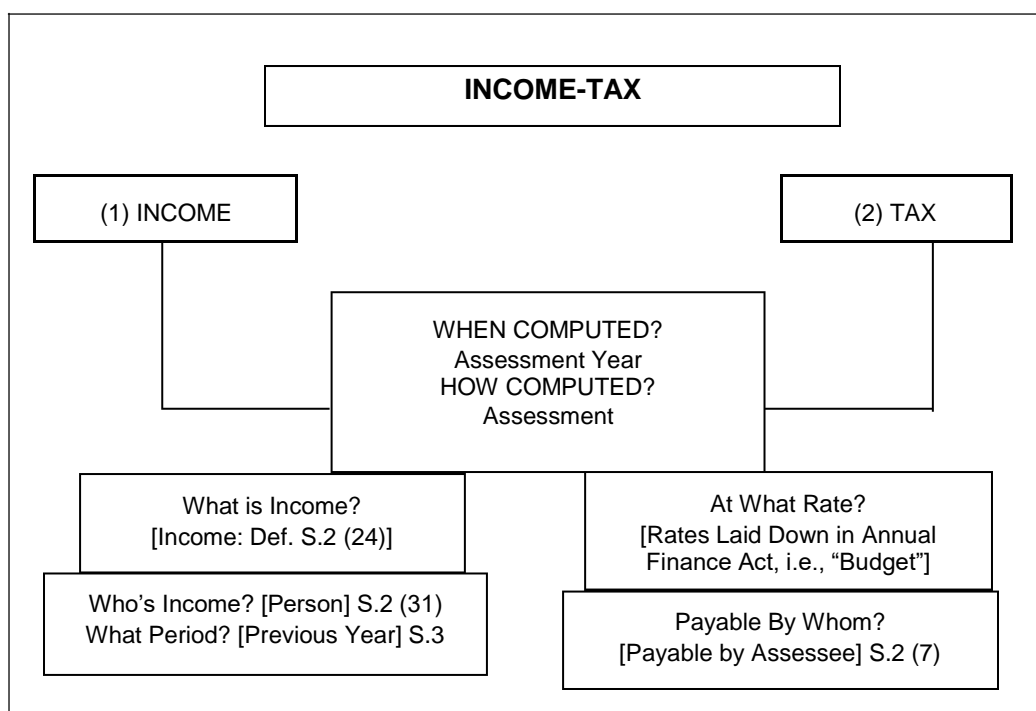 INCOME-TAX
(1) INCOME
(2) TAX
WHEN COMPUTED?
Assessment Year
HOW COMPUTED?
Assessment
What is Income?
[Income: Def. S.2 (24)]
Who’s Income? [Person] S.2 (31)
What Period? [Previous Year] S.3
At What Rate?
[Rates Laid Down in Annual
Finance Act, i.e., “Budget”]
Payable By Whom?
[Payable by Assessee] S.2 (7)